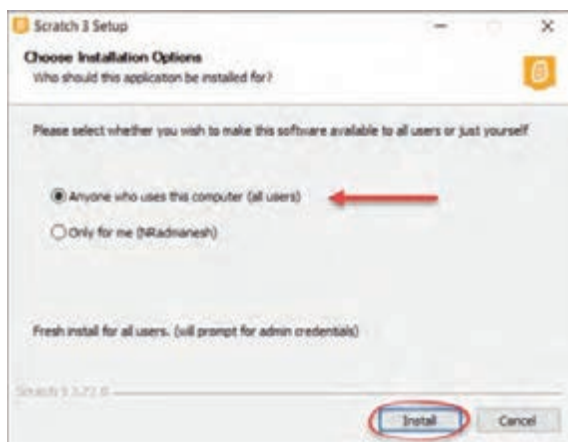 Scratch 3 Setup
Choose Installation Options
Who should this application be installed for?
Please select whether you wish to make this software available to all users or just yourself
Anyone who uses this computer (all users)
Only for me (NRadmanesh)
Fresh install for all users. (will prompt for admin credentials)
Install
Cancel